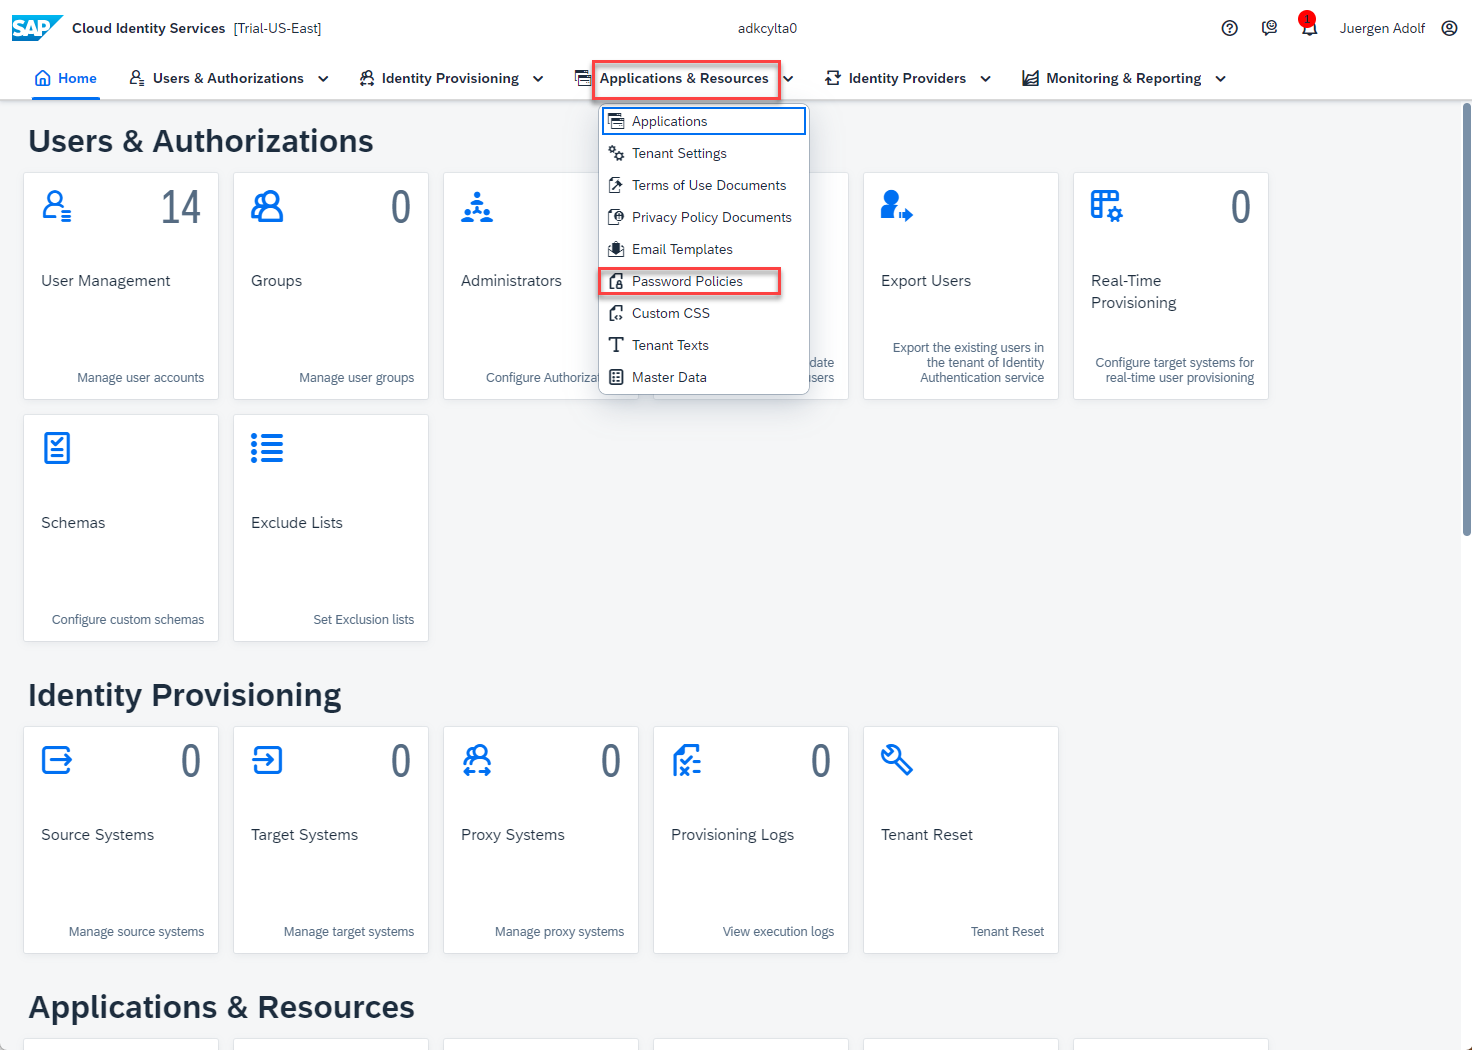 SAP Cloud Identity Services [Trial-US-East]
adkcylta0
1
Juergen Adolf
Home
Users & Authorizations
Identity Provisioning
Applications & Resources
Identity Providers
Monitoring & Reporting
Applications
Tenant Settings
Terms of Use Documents
Privacy Policy Documents
Email Templates
Password Policies
Custom CSS
Tenant Texts
Master Data
Users & Authorizations
14
User Management
Manage user accounts
0
Groups
Manage user groups
Administrators
Configure Authoriza
date
sers
Export Users
Export the existing users in
the tenant of Identity
Authentication service
0
Real-Time
Provisioning
Configure target systems for
real-time user provisioning
Schemas
Configure custom schemas
Exclude Lists
Set Exclusion lists
Identity Provisioning
0
Source Systems
Manage source systems
0
Target Systems
Manage target systems
0
Proxy Systems
Manage proxy systems
0
Provisioning Logs
View execution logs
Tenant Reset
Tenant Reset
Applications & Resources